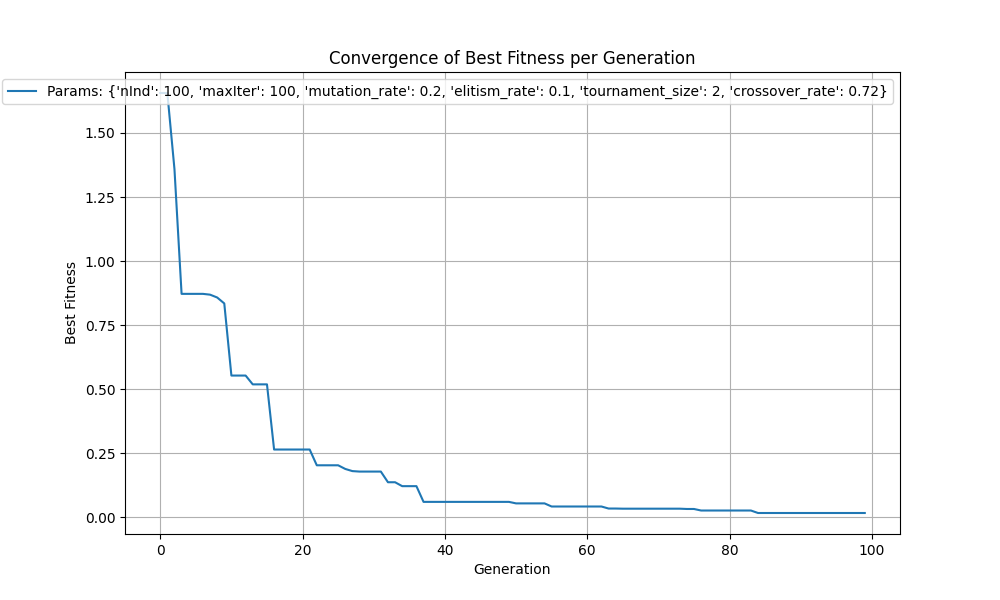 Convergence of Best Fitness per Generation
Params: {'nInd': 100, 'maxIter': 100, 'mutation_rate': 0.2, 'elitism_rate': 0.1, 'tournament_size': 2, 'crossover_rate': 0.72}
1.50
1.25
1.00
0.75
0.50
0.25
0.00
Best Fitness
0 20 40 60 80 100
Generation